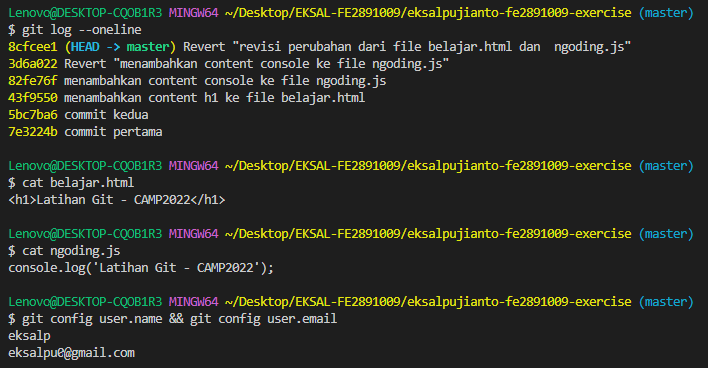 Lenovo@DESKTOP-CQOB1R3 MINGW64 ~/Desktop/EKSAL-FE2891009/eksalpujianto-fe2891009-exercise (master)
$ git log --oneline
8cfcee1 (HEAD -> master) Revert "revisi perubahan dari file belajar.html dan  ngoding.js"
3d6a022 Revert "menambahkan content console ke file ngoding.js"
82fe76f menambahkan content console ke file ngoding.js
43f9550 menambahkan content h1 ke file belajar.html
5bc7ba6 commit kedua
7e3224b commit pertama
Lenovo@DESKTOP-CQOB1R3 MINGW64 ~/Desktop/EKSAL-FE2891009/eksalpujianto-fe2891009-exercise (master)
$ cat belajar.html
<h1>Latihan Git - CAMP2022</h1>
Lenovo@DESKTOP-CQOB1R3 MINGW64 ~/Desktop/EKSAL-FE2891009/eksalpujianto-fe2891009-exercise (master)
$ cat ngoding.js
console.log('Latihan Git - CAMP2022');
Lenovo@DESKTOP-CQOB1R3 MINGW64 ~/Desktop/EKSAL-FE2891009/eksalpujianto-fe2891009-exercise (master)
$ git config user.name && git config user.email
eksalp
eksalpu0@gmail.com